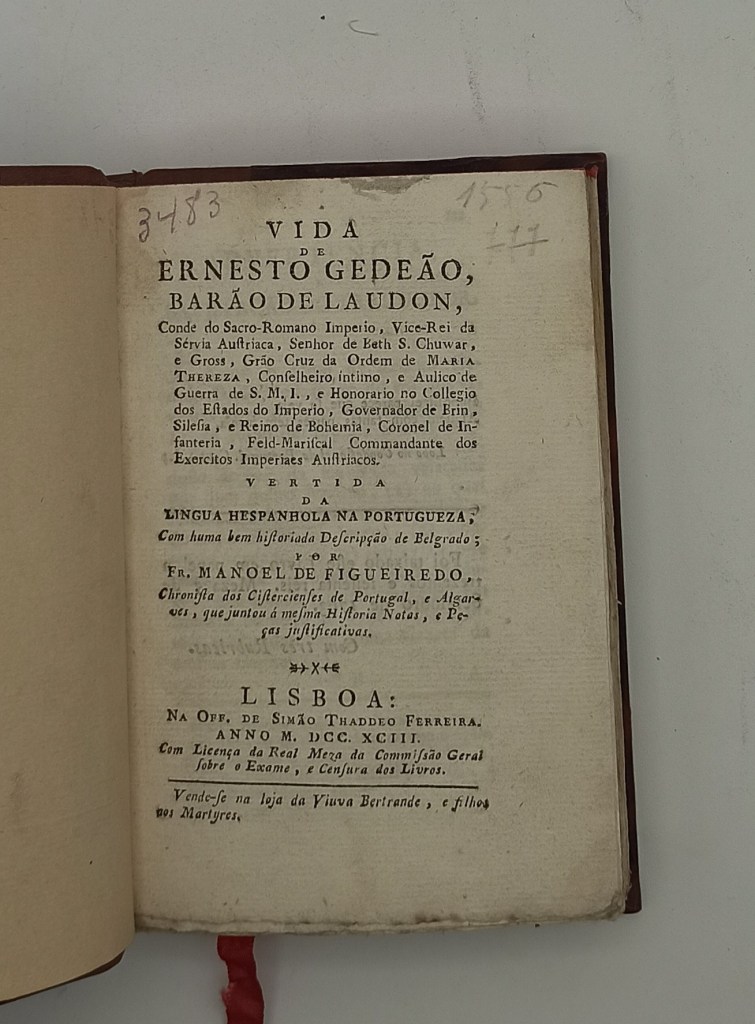 3483
1556
117
VIDA
DE
ERNESTO GEDEÃO,
BARÃO DE LAUDON,
Conde do Sacro-Romano Imperio, Vice-Rei da
Sérvia Auſtriaca, Senhor de Beth S. Chuwar,
e Gross, Grão Cruz da Ordem de MARIA
THEREZA, Conſelheiro íntimo, e Aulico de
Guerra de S. M. I., e Honorario no Collegio
dos Eſtados do Imperio, Governador de Brin,
Sileſia, e Reino de Bohemia, Coronel de In-
fanteria, Feld-Mariſcal Commandante dos
Exercitos Imperiaes Auſtriacos.
VERTIDA
DA
LINGUA HESPANHOLA NA PORTUGUEZA,
Com huma bem hiſtoriada Deſcripção de Belgrado;
POR
FR. MANOEL DE FIGUEIREDO,
Chroniſta dos Ciſtercienſes de Portugal, e Algar-
ves, que juntou á meſma Hiſtoria Notas, e Pe-
ças juſtificativas.
LISBOA:
NA OFF. DE SIMÃO THADDEO FERREIRA.
ANNO M. DCC. XCIII.
Com Licença da Real Meza da Commiſsão Geral
ſobre o Exame, e Cenſura dos Livros.
Vende-ſe na loja da Viuva Bertrande, e filhos
aos Martyres.